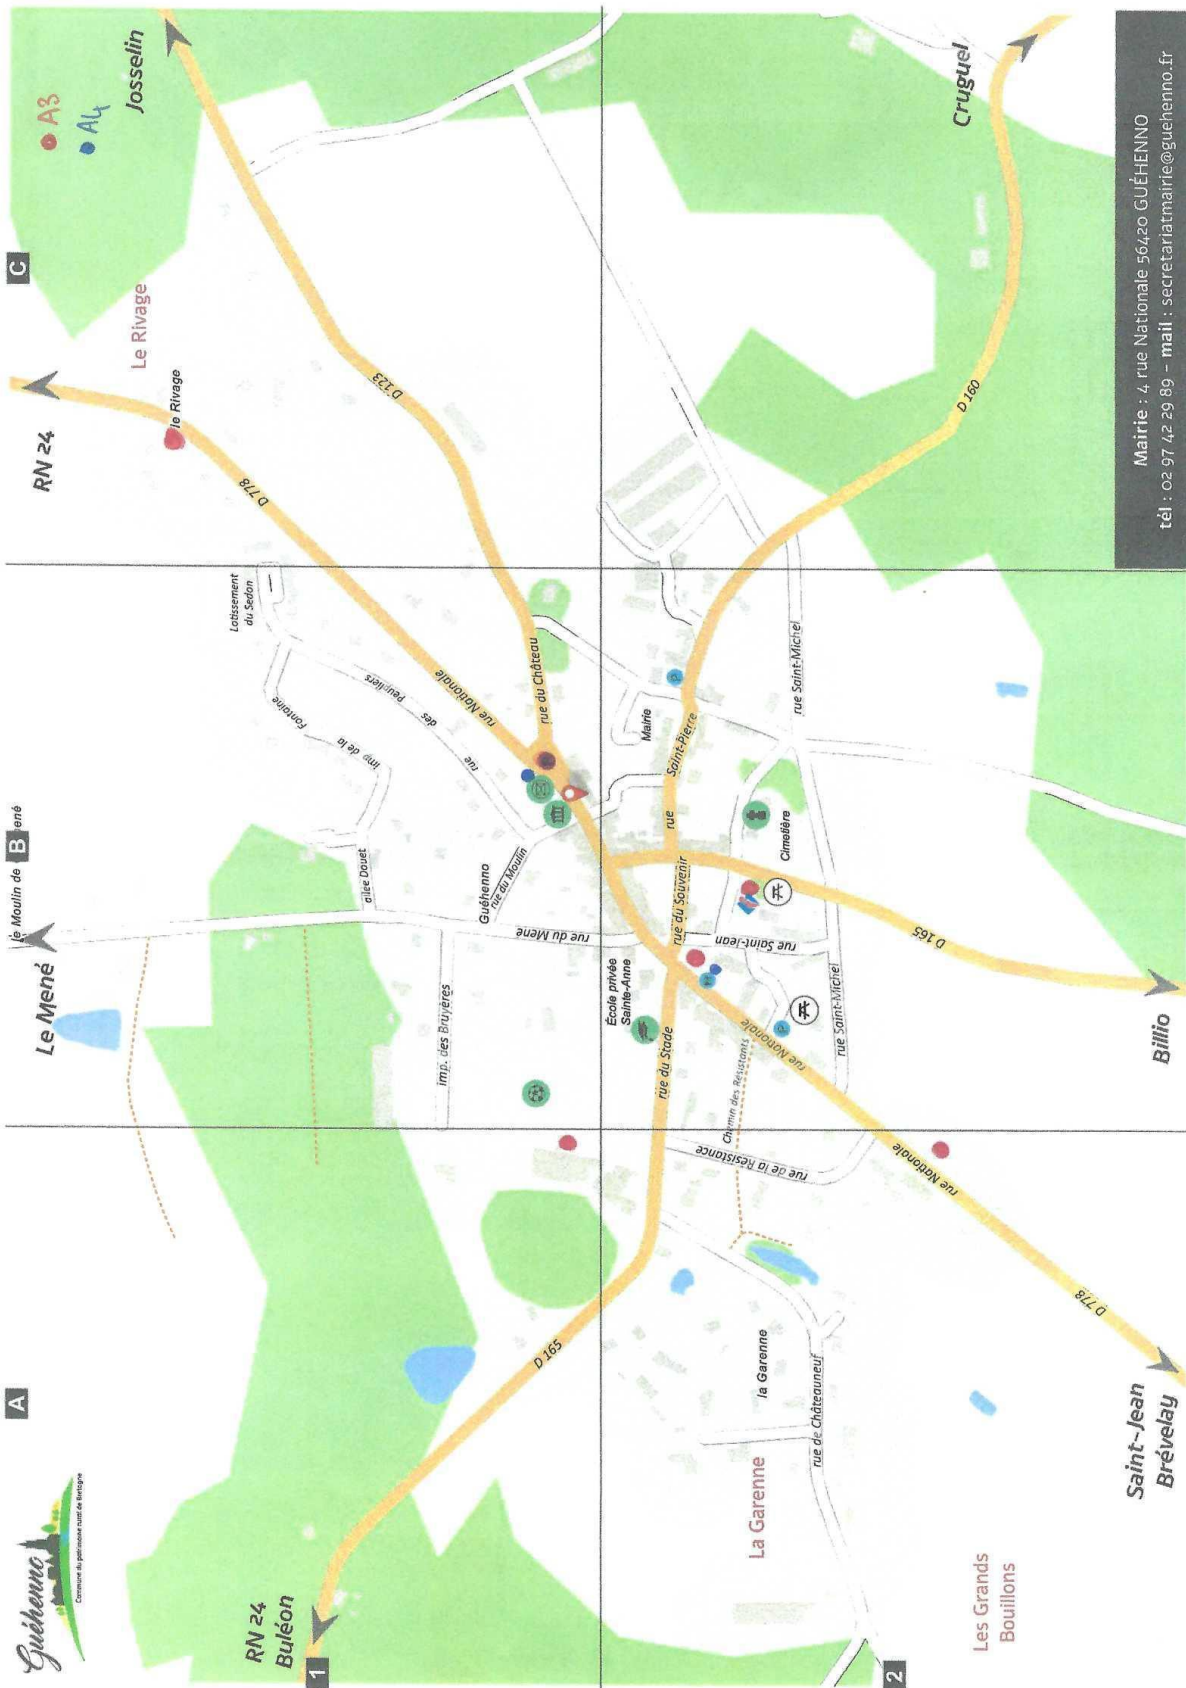 Guéhenno
Commune du patrimoine rural de Bretagne
A
B
C
1
2
A3
A4
Le Mené
le Moulin de
ené
RN 24
Josselin
Le Rivage
le Rivage
D 778
D 123
Lotissement
du Sedon
imp de la Fontaine
rue des Peupliers
rue Nationale
rue du Château
allée Douet
Guéhenno
rue du Moulin
rue du Mené
imp. des Bruyères
RN 24
Buléon
D 165
École privée
Sainte-Anne
rue du Stade
rue du Souvenir
rue Saint-Pierre
Mairie
P
Cimetière
rue Saint-Michel
rue Saint-Jean
rue Saint-Michel
P
Chemin des Résistants
rue Nationale
rue de la Résistance
rue Nationale
la Garenne
La Garenne
rue de Châteauneuf
Les Grands
Bouillons
D 778
Saint-Jean
Brévelay
D 165
Billio
D 160
Cruguel
Mairie : 4 rue Nationale 56420 GUÉHENNO
tél : 02 97 42 29 89 - mail : secretariatmairie@guehenno.fr